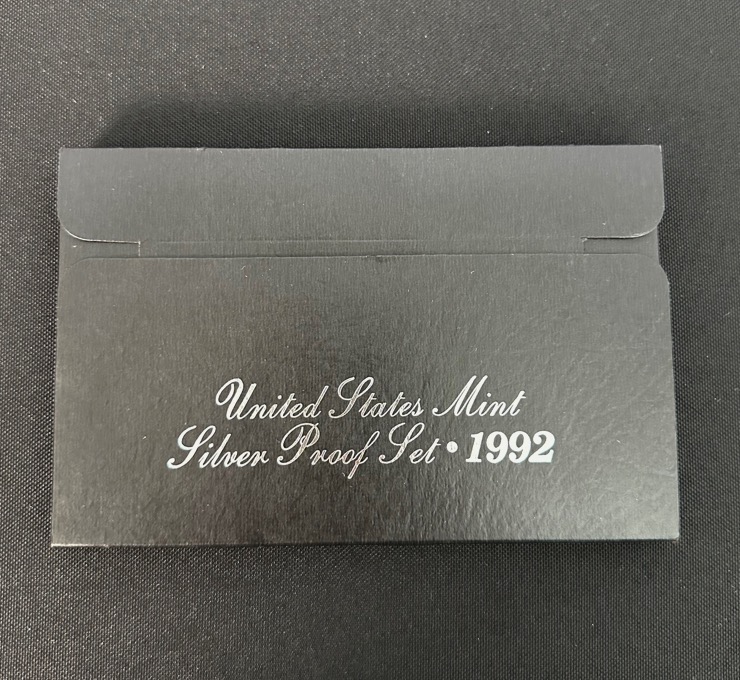 United States Mint
Silver Proof Set • 1992